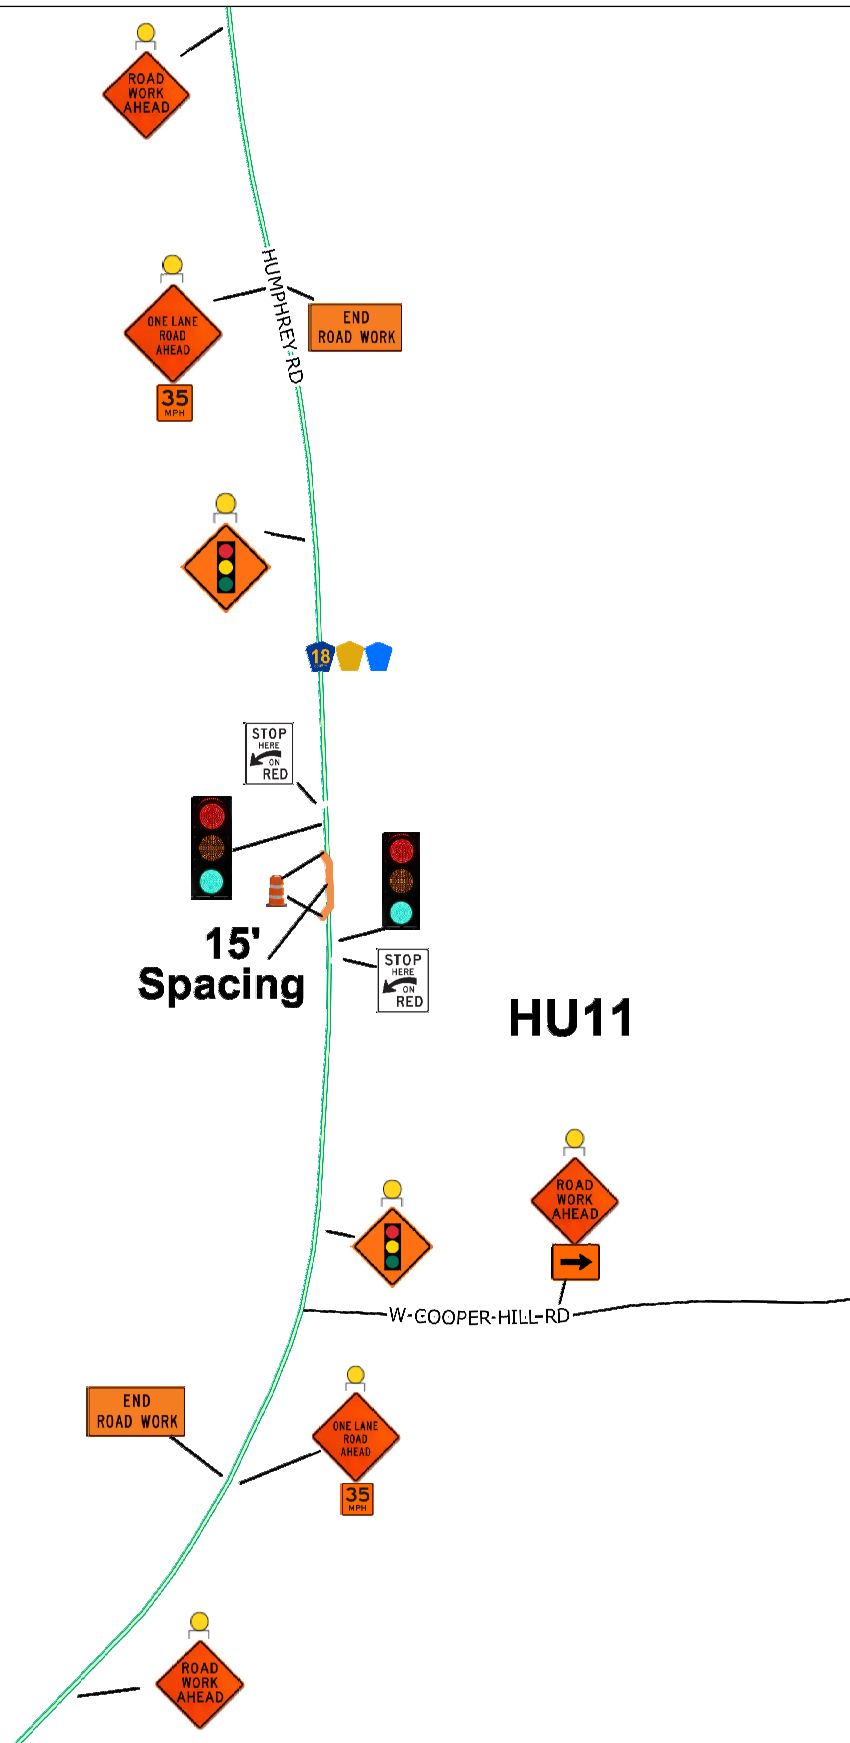 ROAD
WORK
AHEAD
HUMPHREY-RD
ONE LANE
ROAD
AHEAD
35
MPH
END
ROAD WORK
18
STOP
HERE
ON
RED
15'
Spacing
STOP
HERE
ON
RED
HU11
ROAD
WORK
AHEAD
W-COOPER-HILL-RD
END
ROAD WORK
ONE LANE
ROAD
AHEAD
35
MPH
ROAD
WORK
AHEAD